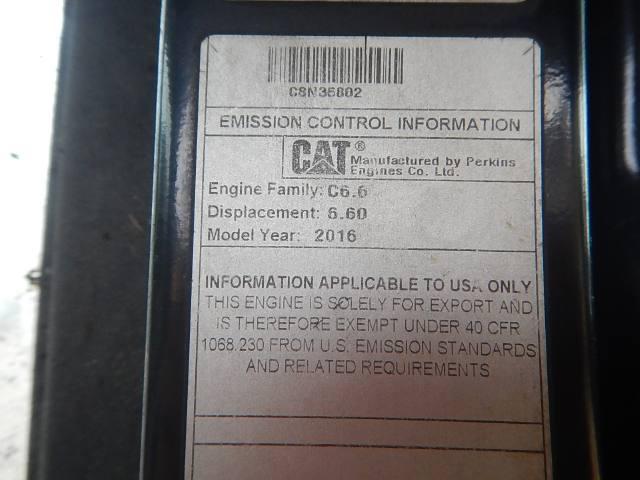 C8N35802
EMISSION CONTROL INFORMATION
CAT® Manufactured by Perkins
Engines Co. Ltd.
Engine Family: C6.6
Displacement: 6.60
Model Year: 2016
INFORMATION APPLICABLE TO USA ONLY
THIS ENGINE IS SOLELY FOR EXPORT AND
IS THEREFORE EXEMPT UNDER 40 CFR
1068.230 FROM U.S. EMISSION STANDARDS
AND RELATED REQUIREMENTS